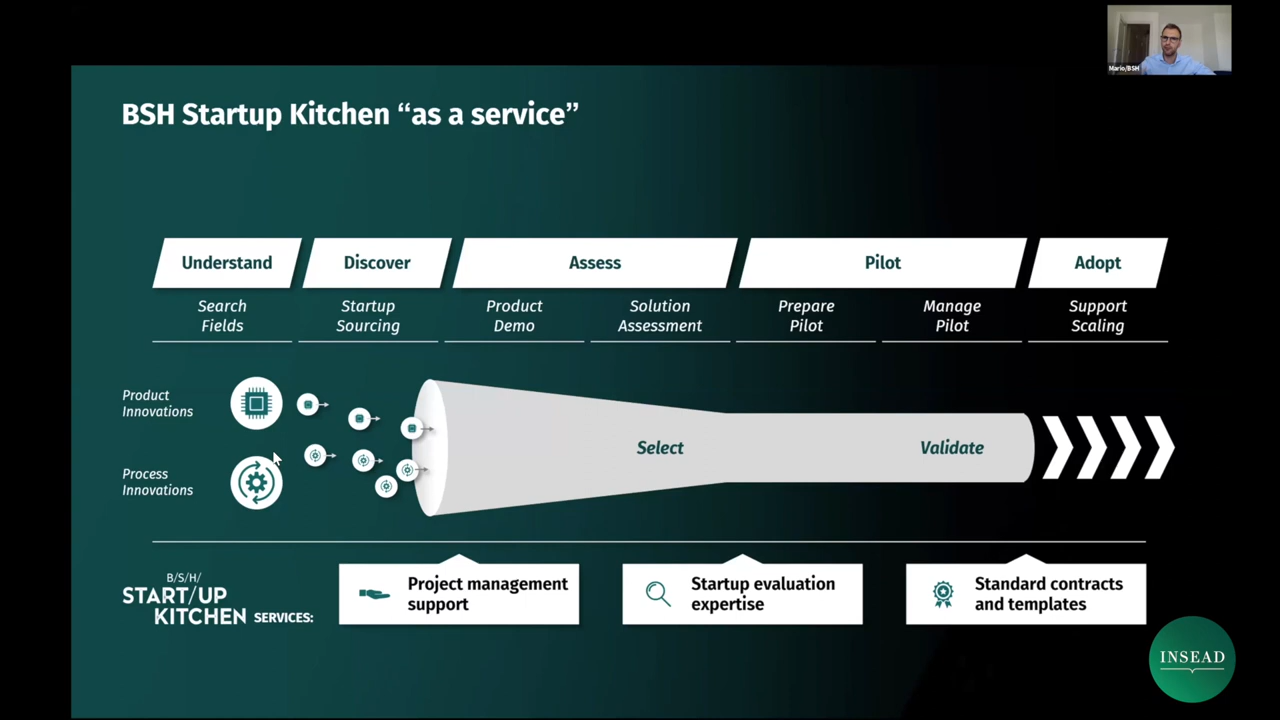 Mario/BSH
BSH Startup Kitchen “as a service”
Understand
Discover
Assess
Pilot
Adopt
Search
Fields
Startup
Sourcing
Product
Demo
Solution
Assessment
Prepare
Pilot
Manage
Pilot
Support
Scaling
Product
Innovations
Process
Innovations
Select
Validate
B/S/H/
START/UP
KITCHEN SERVICES:
Project management
support
Startup evaluation
expertise
Standard contracts
and templates
INSEAD